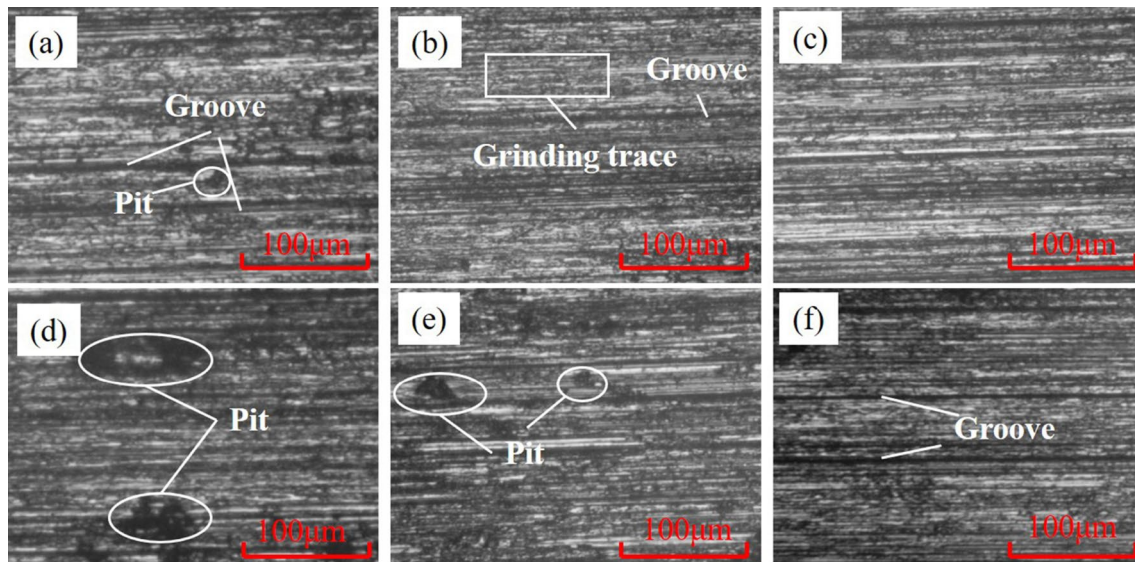 (a)
Groove
Pit
100μm
(b)
Groove
Grinding trace
100μm
(c)
100μm
(d)
Pit
100μm
(e)
Pit
100μm
(f)
Groove
100μm